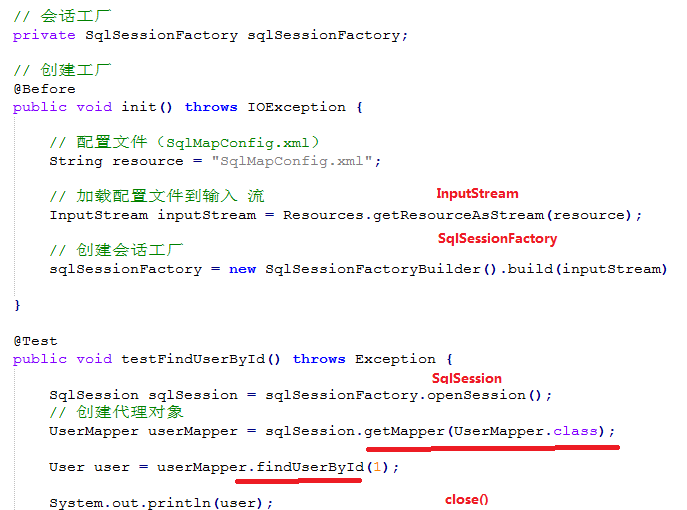 // 会话工厂
private SqlSessionFactory sqlSessionFactory;
// 创建工厂
@Before
public void init() throws IOException {
// 配置文件（SqlMapConfig.xml）
String resource = "SqlMapConfig.xml";
// 加载配置文件到输入 流
InputStream
InputStream inputStream = Resources.getResourceAsStream(resource);
SqlSessionFactory
// 创建会话工厂
sqlSessionFactory = new SqlSessionFactoryBuilder().build(inputStream)
}
@Test
public void testFindUserById() throws Exception {
SqlSession
SqlSession sqlSession = sqlSessionFactory.openSession();
// 创建代理对象
UserMapper userMapper = sqlSession.getMapper(UserMapper.class);
User user = userMapper.findUserById(1);
System.out.println(user);
close()